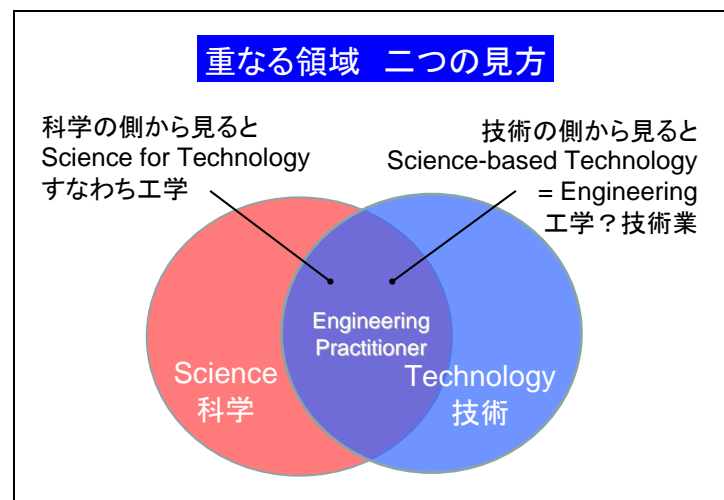 重なる領域　二つの見方
科学の側から見ると
Science for Technology
すなわち工学
技術の側から見ると
Science-based Technology
= Engineering
工学？技術業
Engineering
Practitioner
Science
科学
Technology
技術